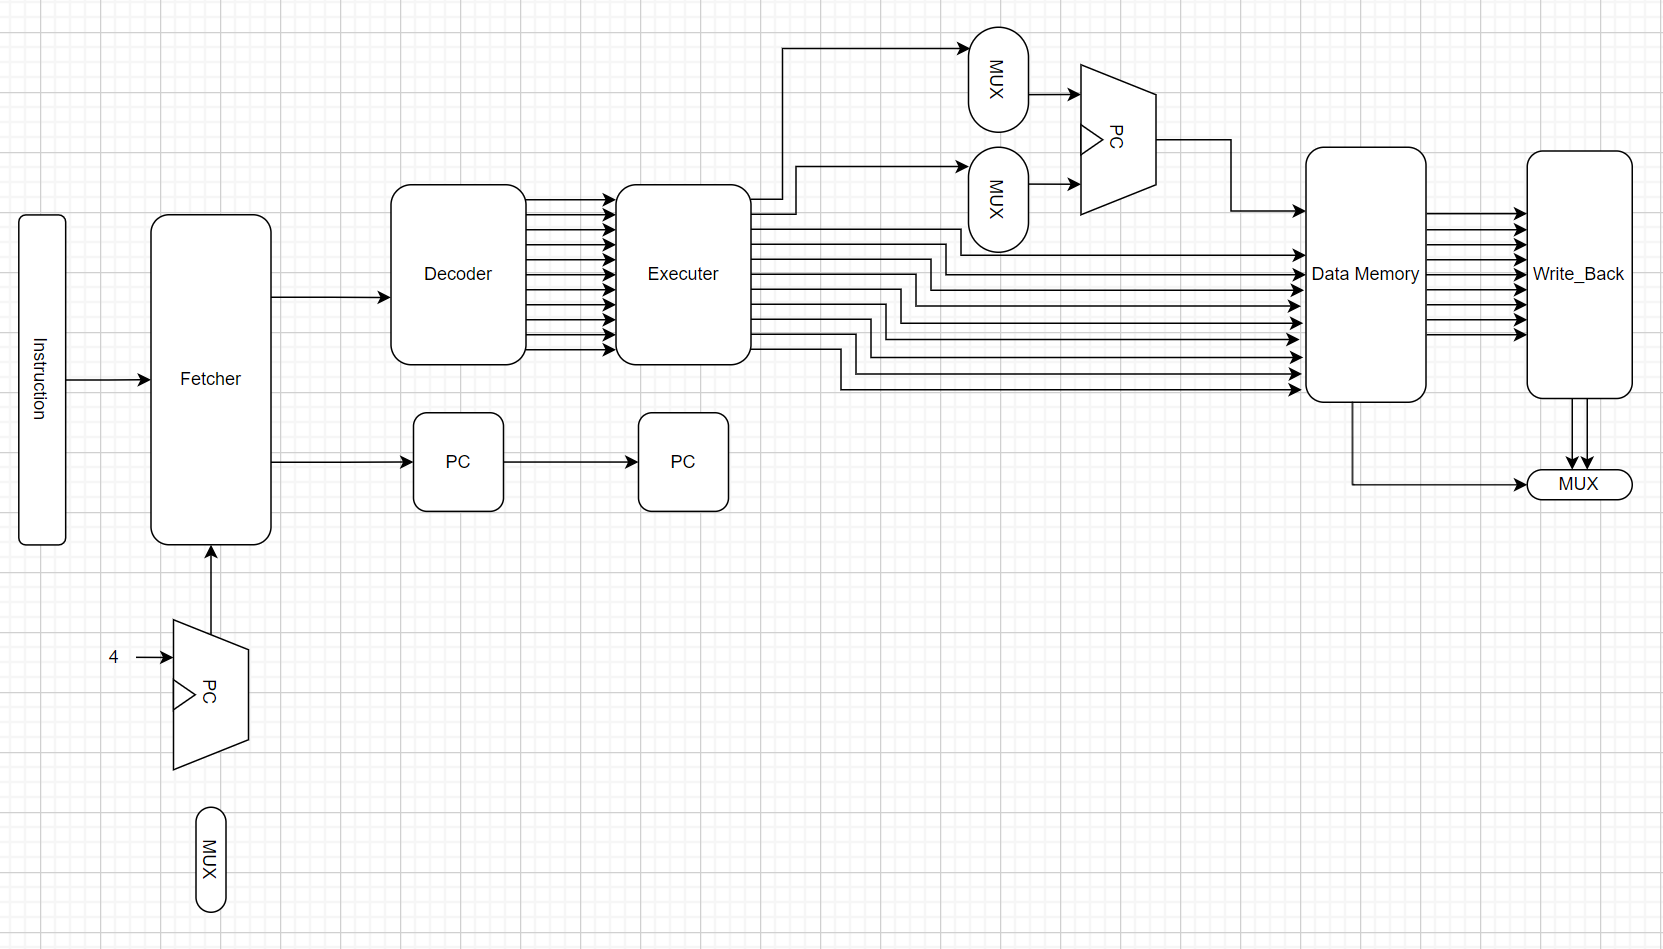 MUX
PC
MUX
Decoder
Executer
Data Memory
Write_Back
Instruction
Fetcher
PC
PC
MUX
4
PC
MUX